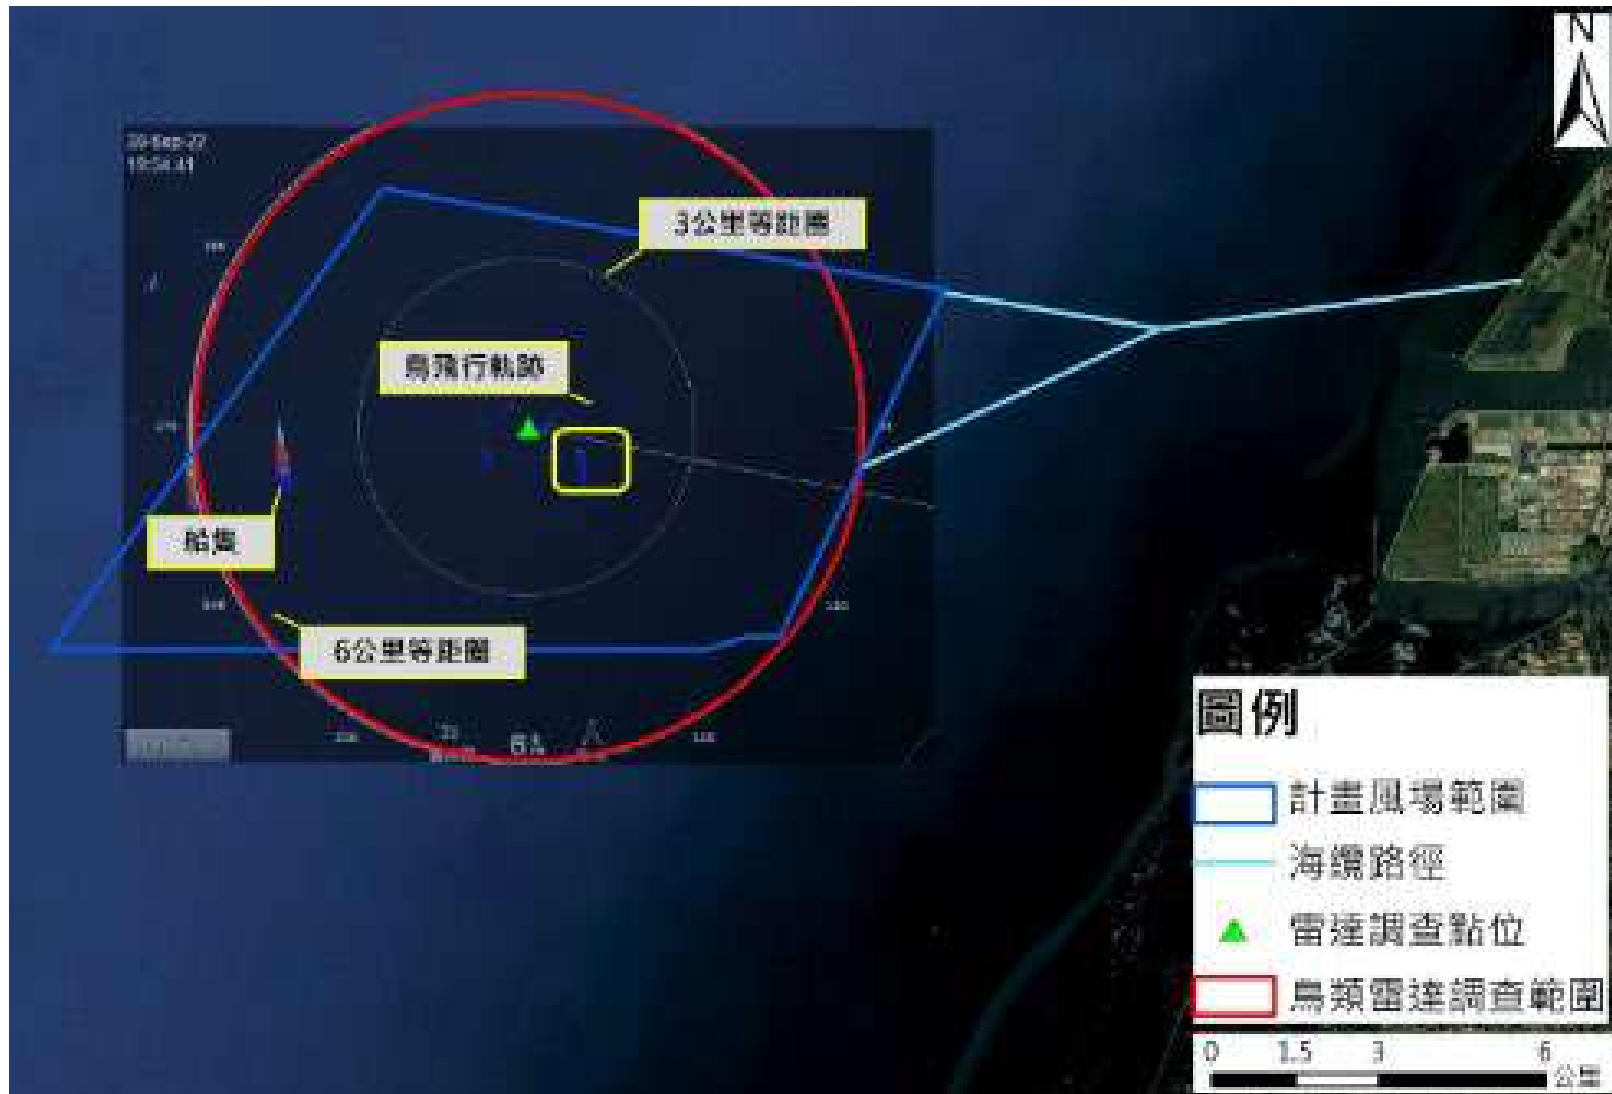 N
3公里等距圈
鳥飛行軌跡
船隻
6公里等距圈
圖例
計畫風場範圍
海纜路徑
雷達調查點位
鳥類雷達調查範圍
0 1.5 3 6
公里